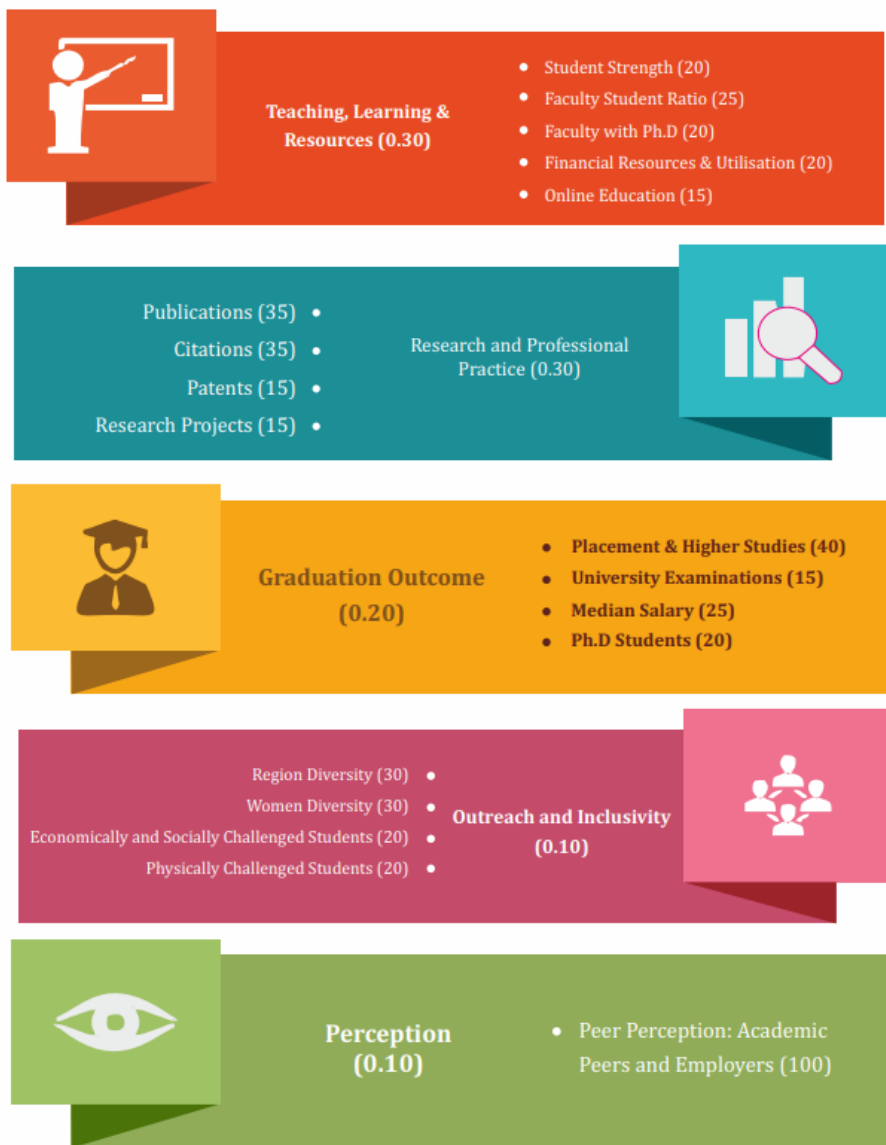 Teaching, Learning &
Resources (0.30)
● Student Strength (20)
● Faculty Student Ratio (25)
● Faculty with Ph.D (20)
● Financial Resources & Utilisation (20)
● Online Education (15)
Publications (35) ●
Citations (35) ●
Patents (15) ●
Research Projects (15) ●
Research and Professional
Practice (0.30)
Graduation Outcome
(0.20)
● Placement & Higher Studies (40)
● University Examinations (15)
● Median Salary (25)
● Ph.D Students (20)
Region Diversity (30) ●
Women Diversity (30) ●
Economically and Socially Challenged Students (20) ●
Physically Challenged Students (20) ●
Outreach and Inclusivity
(0.10)
Perception
(0.10)
● Peer Perception: Academic
Peers and Employers (100)